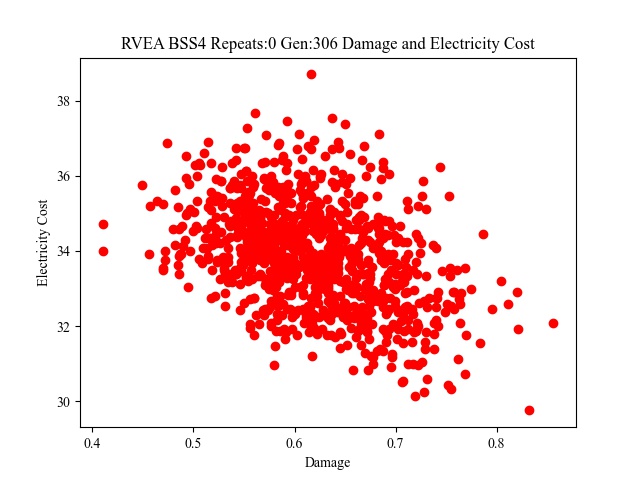 RVEA BSS4 Repeats:0 Gen:306 Damage and Electricity Cost
38
36
34
32
30
Electricity Cost
0.4 0.5 0.6 0.7 0.8
Damage